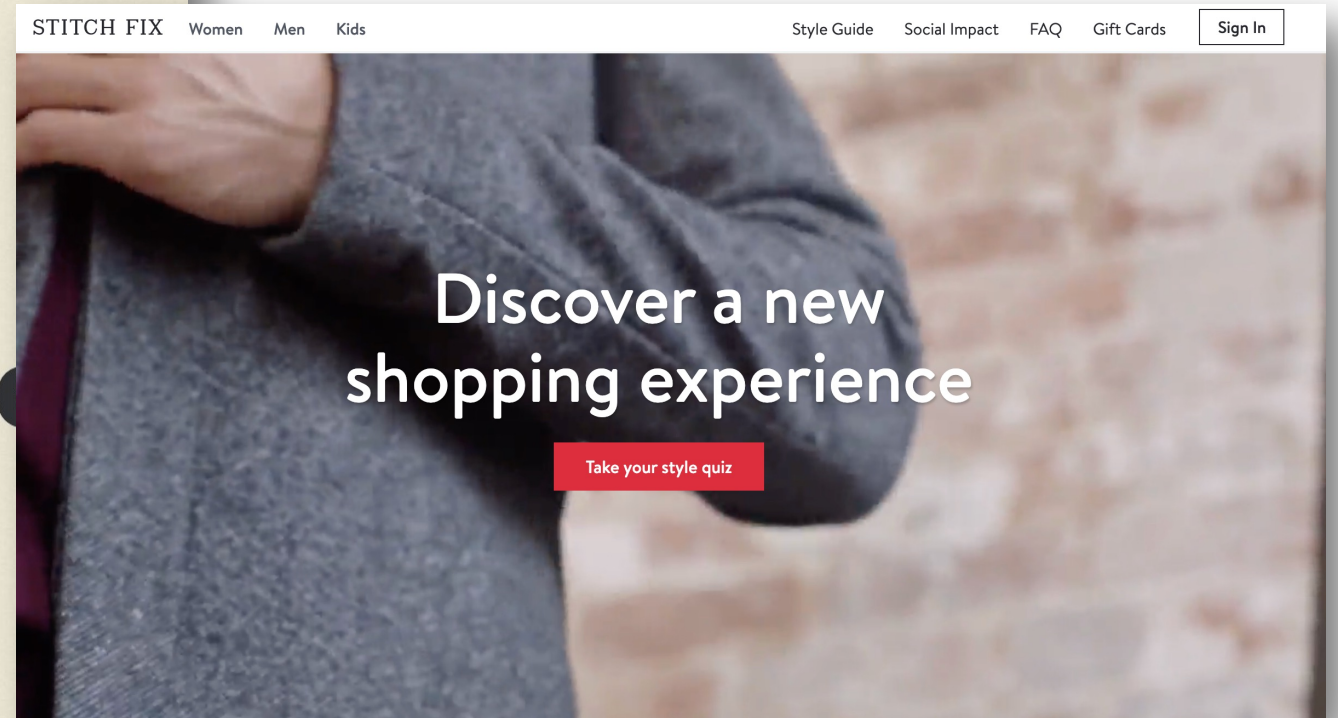 STITCH FIX Women Men Kids Style Guide Social Impact FAQ Gift Cards Sign In
Discover a new
shopping experience
Take your style quiz